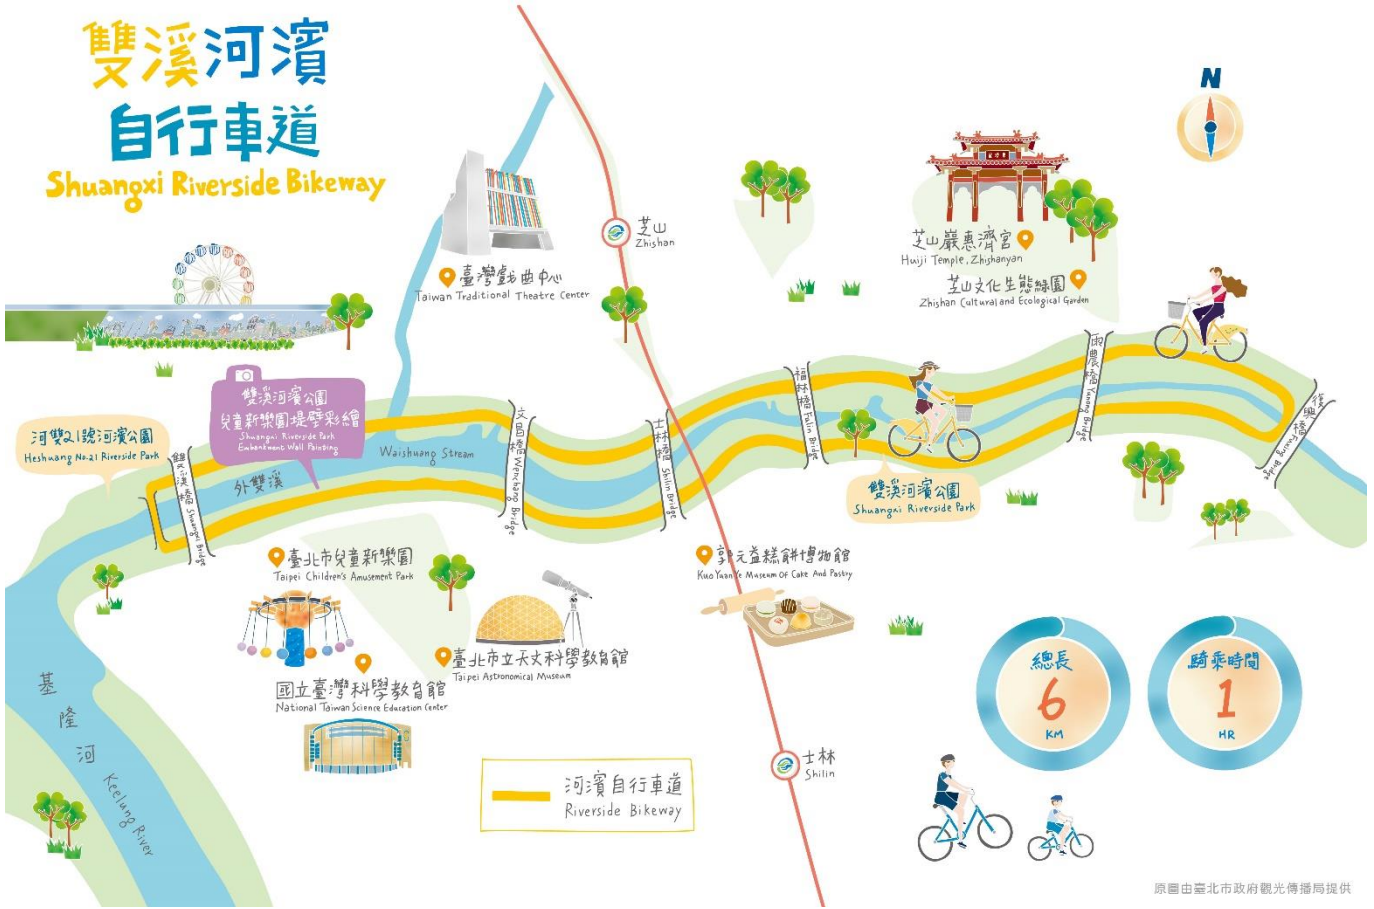 雙溪河濱
自行車道
Shuangxi Riverside Bikeway
N
芝山
Zhishan
臺灣戲曲中心
Taiwan Traditional Theatre Center
芝山巖惠濟宮
Huiji Temple, Zhishanyan
芝山文化生態綠園
Zhishan Cultural and Ecological Garden
雙溪河濱公園
兒童新樂園堤壁彩繪
Shuangxi Riverside Park
Embankment Wall Painting
河雙21號河濱公園
Heshuang No.21 Riverside Park
雙溪橋 Shuangxi Bridge
外雙溪
Waishuang Stream
文昌橋 Wenchang Bridge
士林橋 Shilin Bridge
福林橋 Fulin Bridge
雨農橋 Yunong Bridge
復興橋 Fuxing Bridge
雙溪河濱公園
Shuangxi Riverside Park
臺北市兒童新樂園
Taipei Children's Amusement Park
郭元益糕餅博物館
Kuo Yuan Ye Museum Of Cake And Pastry
臺北市立天文科學教育館
Taipei Astronomical Museum
國立臺灣科學教育館
National Taiwan Science Education Center
基隆河
Keelung River
總長
6
KM
騎乘時間
1
HR
士林
Shilin
河濱自行車道
Riverside Bikeway
原圖由臺北市政府觀光傳播局提供